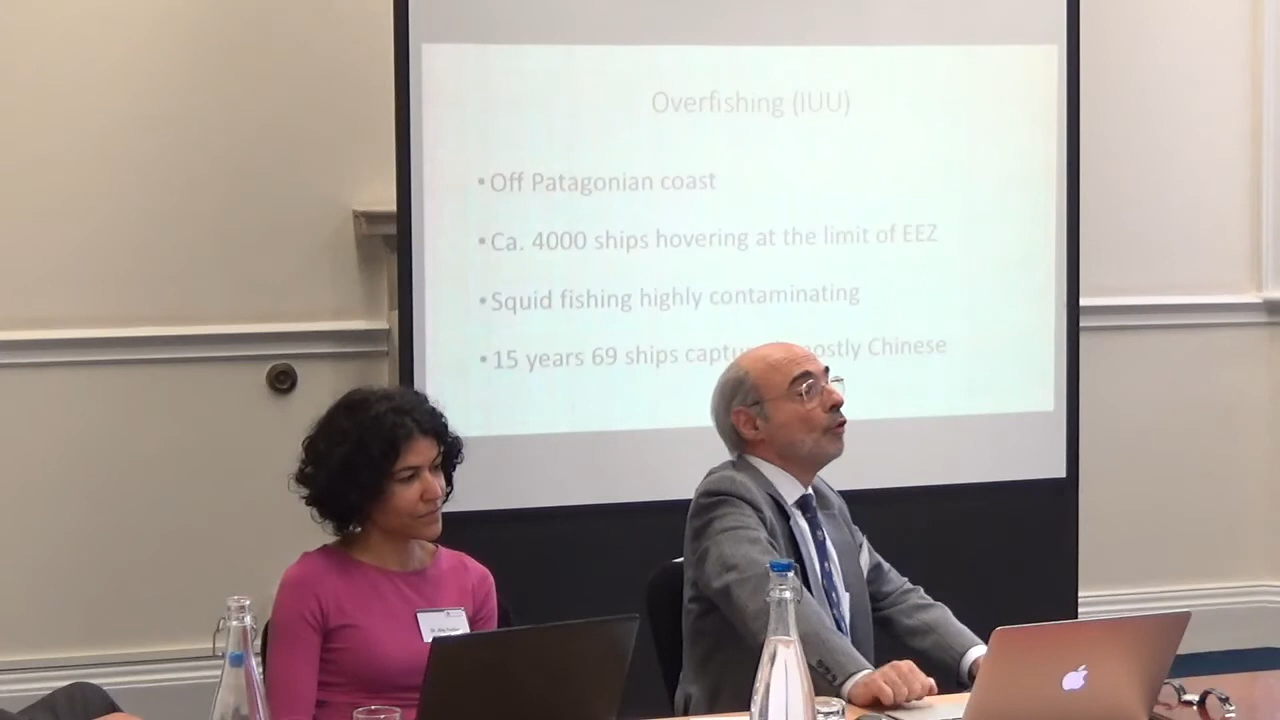 Overfishing (IUU)
•Off Patagonian coast
•Ca. 4000 ships hovering at the limit of EEZ
•Squid fishing highly contaminating
•15 years 69 ships mostly Chinese